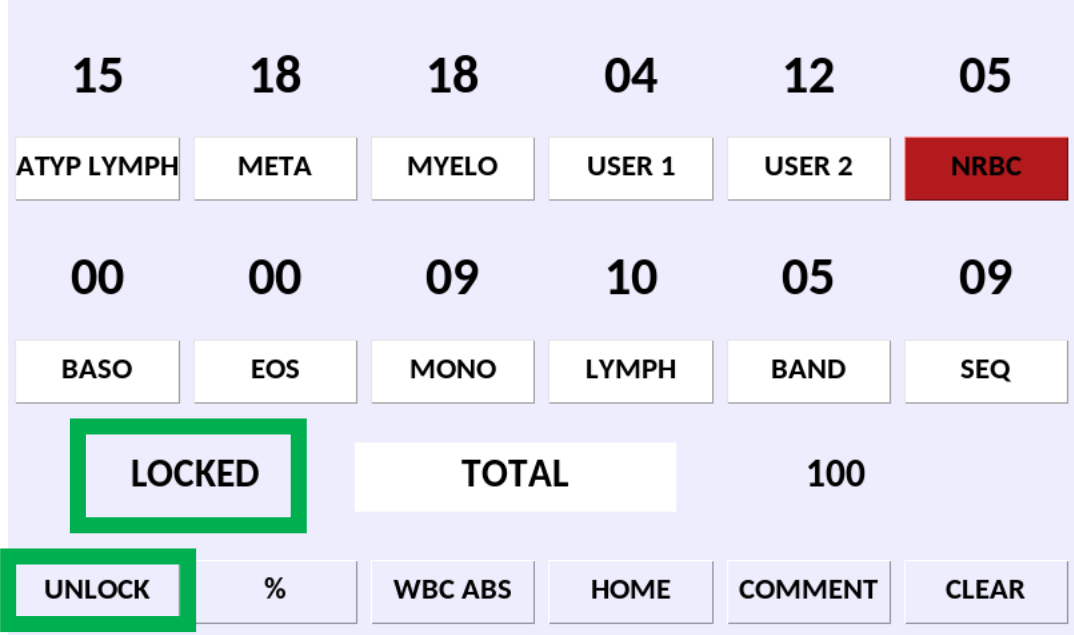 15 18 18 04 12 05
ATYP LYMPH META MYELO USER 1 USER 2 NRBC
00 00 09 10 05 09
BASO EOS MONO LYMPH BAND SEQ
LOCKED TOTAL 100
UNLOCK % WBC ABS HOME COMMENT CLEAR